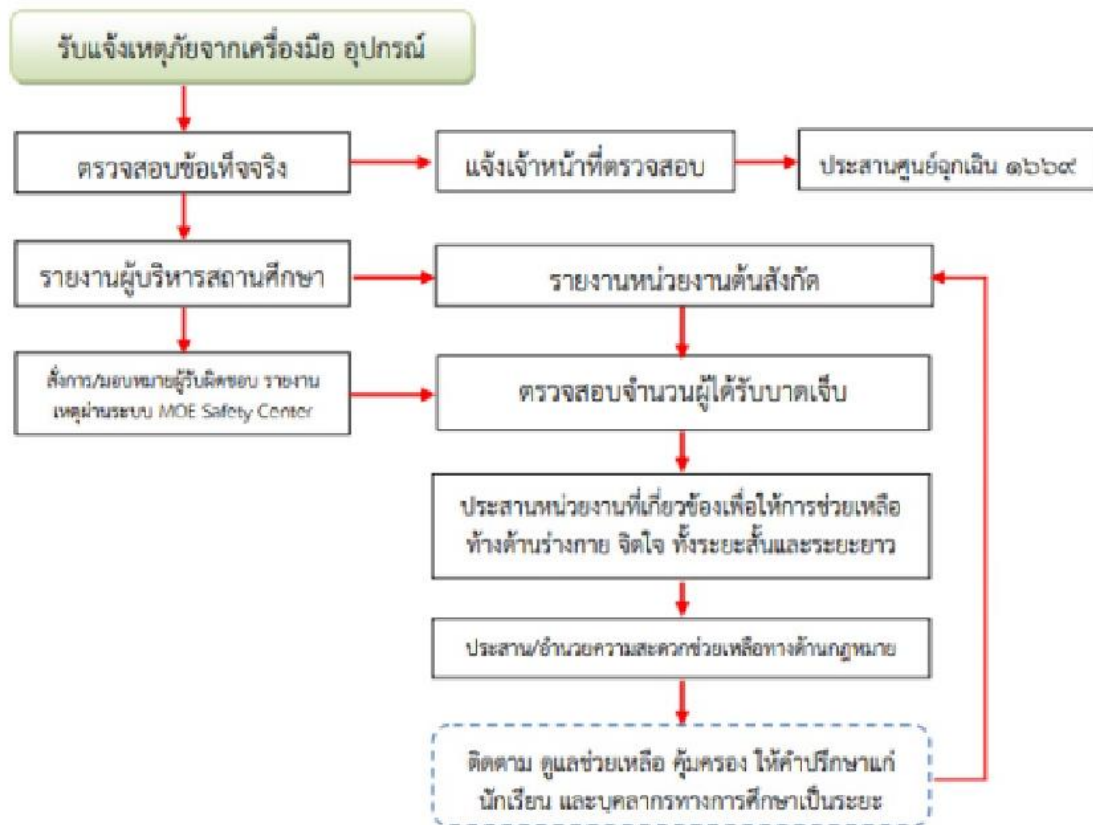 รับแจ้งเหตุภัยจากเครื่องมือ อุปกรณ์
ตรวจสอบข้อเท็จจริง
แจ้งเจ้าหน้าที่ตรวจสอบ
ประสานศูนย์ฉุกเฉิน ๑๖๖๙
รายงานผู้บริหารสถานศึกษา
รายงานหน่วยงานต้นสังกัด
สั่งการ/มอบหมายผู้รับผิดชอบ รายงาน
เหตุผ่านระบบ MOE Safety Center
ตรวจสอบจำนวนผู้ได้รับบาดเจ็บ
ประสานหน่วยงานที่เกี่ยวข้องเพื่อให้การช่วยเหลือ
ท้างด้านร่างกาย จิตใจ ทั้งระยะสั้นและระยะยาว
ประสาน/อำนวยความสะดวกช่วยเหลือทางด้านกฎหมาย
ติดตาม ดูแลช่วยเหลือ คุ้มครอง ให้คำปรึกษาแก่
นักเรียน และบุคลากรทางการศึกษาเป็นระยะ